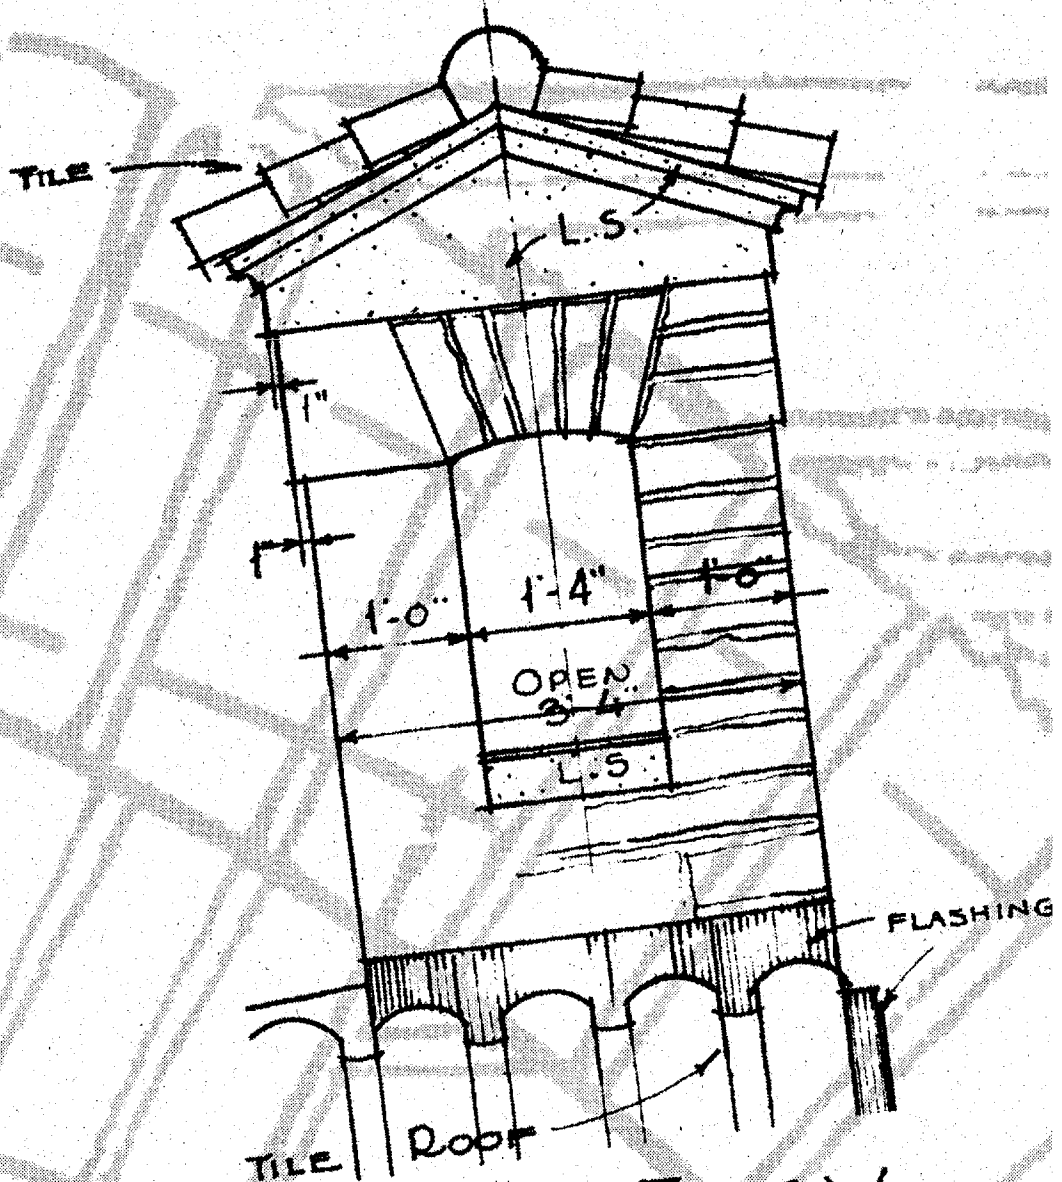 TILE
L.S.
1"
1"
1'-0"
1'-4"
1'-0"
OPEN
3'-4"
L.S
FLASHING
TILE ROOF